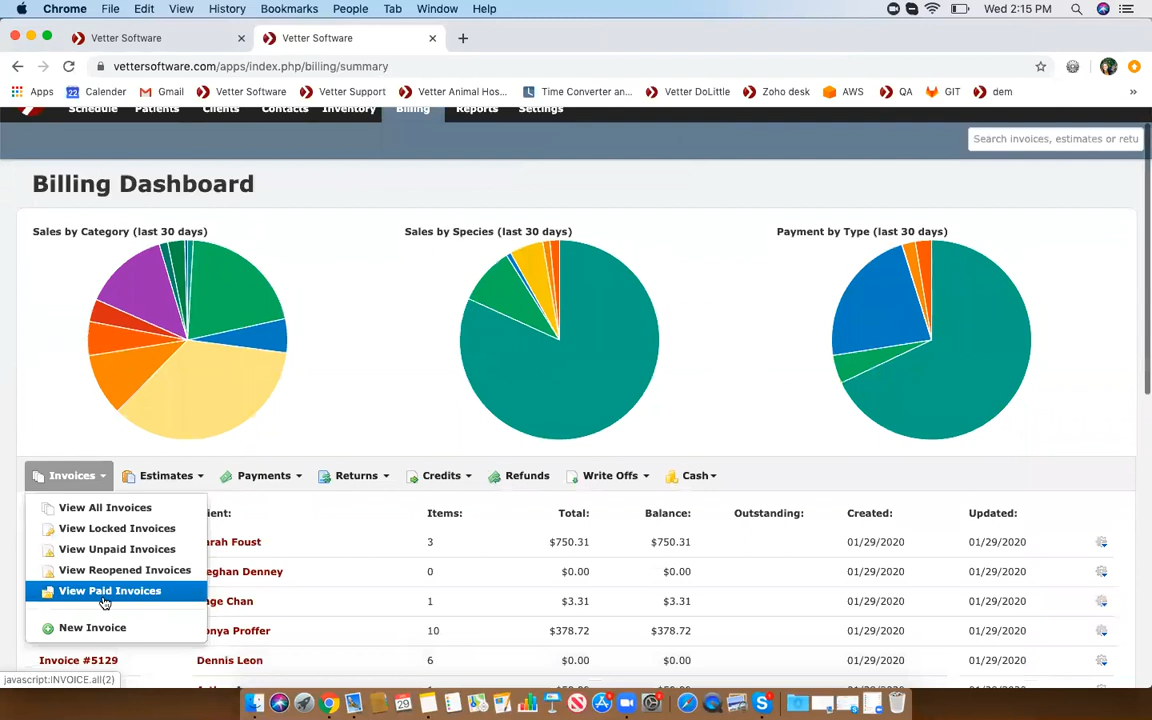 Chrome File Edit View History Bookmarks People Tab Window Help Wed 2:15 PM
Vetter Software × Vetter Software × +
vettersoftware.com/apps/index.php/billing/summary
Apps 22 Calender Gmail Vetter Software Vetter Support Vetter Animal Hos... Time Converter an... Vetter DoLittle Zoho desk AWS QA GIT dem »
Schedule Patients Clients Contacts Inventory Billing Reports Settings
Search invoices, estimates or retu
Billing Dashboard
Sales by Category (last 30 days) Sales by Species (last 30 days) Payment by Type (last 30 days)
Invoices Estimates Payments Returns Credits Refunds Write Offs Cash
View All Invoices
View Locked Invoices
View Unpaid Invoices
View Reopened Invoices
View Paid Invoices
New Invoice
Items: Total: Balance: Outstanding: Created: Updated:
Foust 3 $750.31 $750.31 01/29/2020 01/29/2020
Denney 0 $0.00 $0.00 01/29/2020 01/29/2020
Chan 1 $3.31 $3.31 01/29/2020 01/29/2020
Proffer 10 $378.72 $378.72 01/29/2020 01/29/2020
Invoice #5129 Dennis Leon 6 $0.00 $0.00 01/29/2020 01/29/2020
javascript:INVOICE.all(2)
29